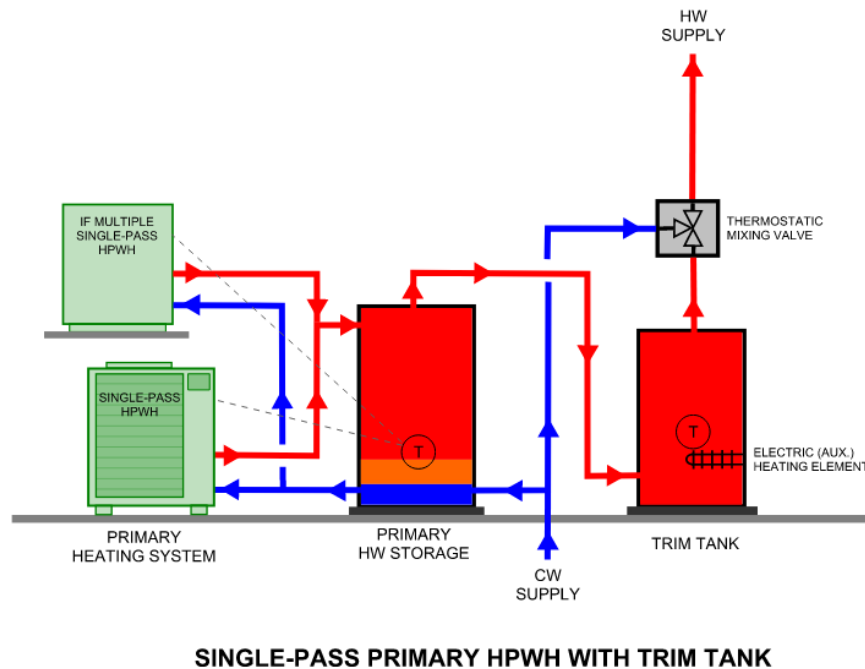 HW
SUPPLY
IF MULTIPLE
SINGLE-PASS
HPWH
THERMOSTATIC
MIXING VALVE
SINGLE-PASS
HPWH
T
T
ELECTRIC (AUX.)
HEATING ELEMENT
PRIMARY
HEATING SYSTEM
PRIMARY
HW STORAGE
TRIM TANK
CW
SUPPLY
SINGLE-PASS PRIMARY HPWH WITH TRIM TANK